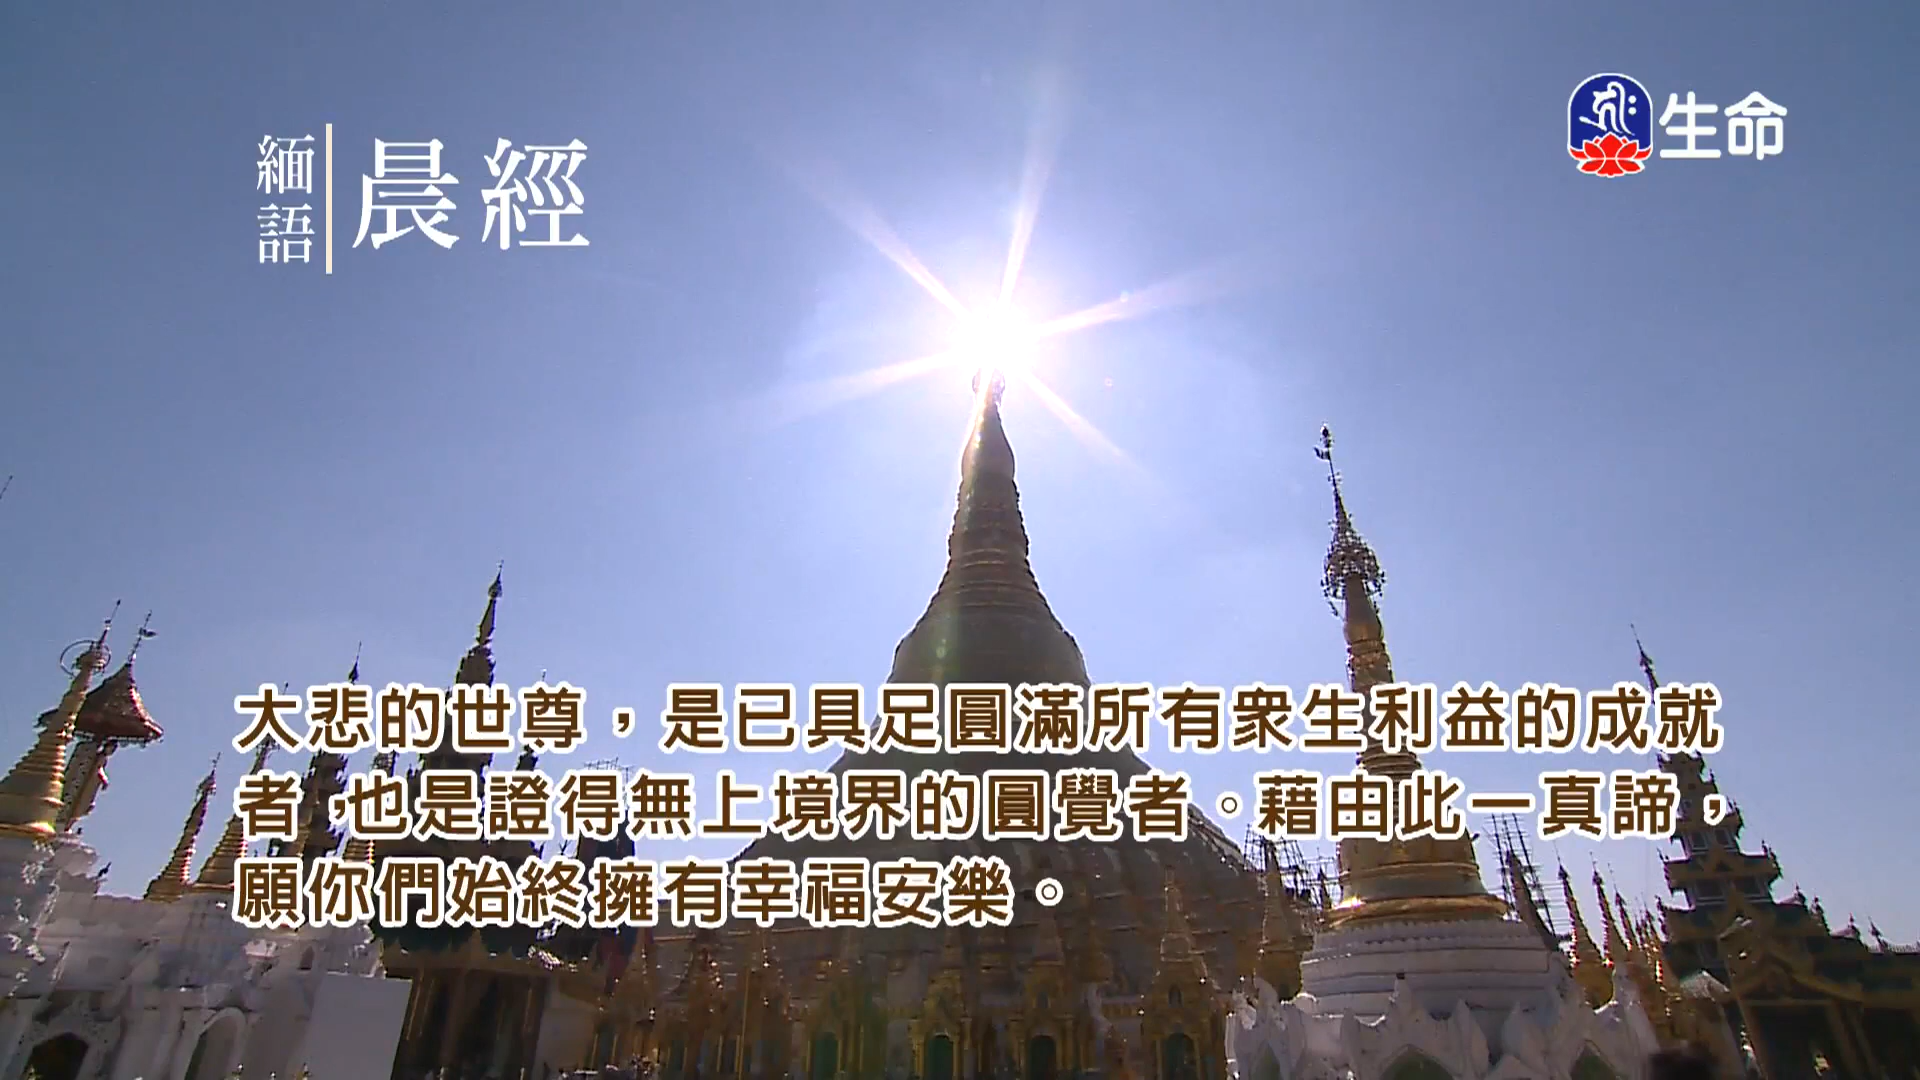 緬語
晨經
生命
大悲的世尊，是已具足圓滿所有衆生利益的成就
者，也是證得無上境界的圓覺者。藉由此一真諦，
願你們始終擁有幸福安樂。